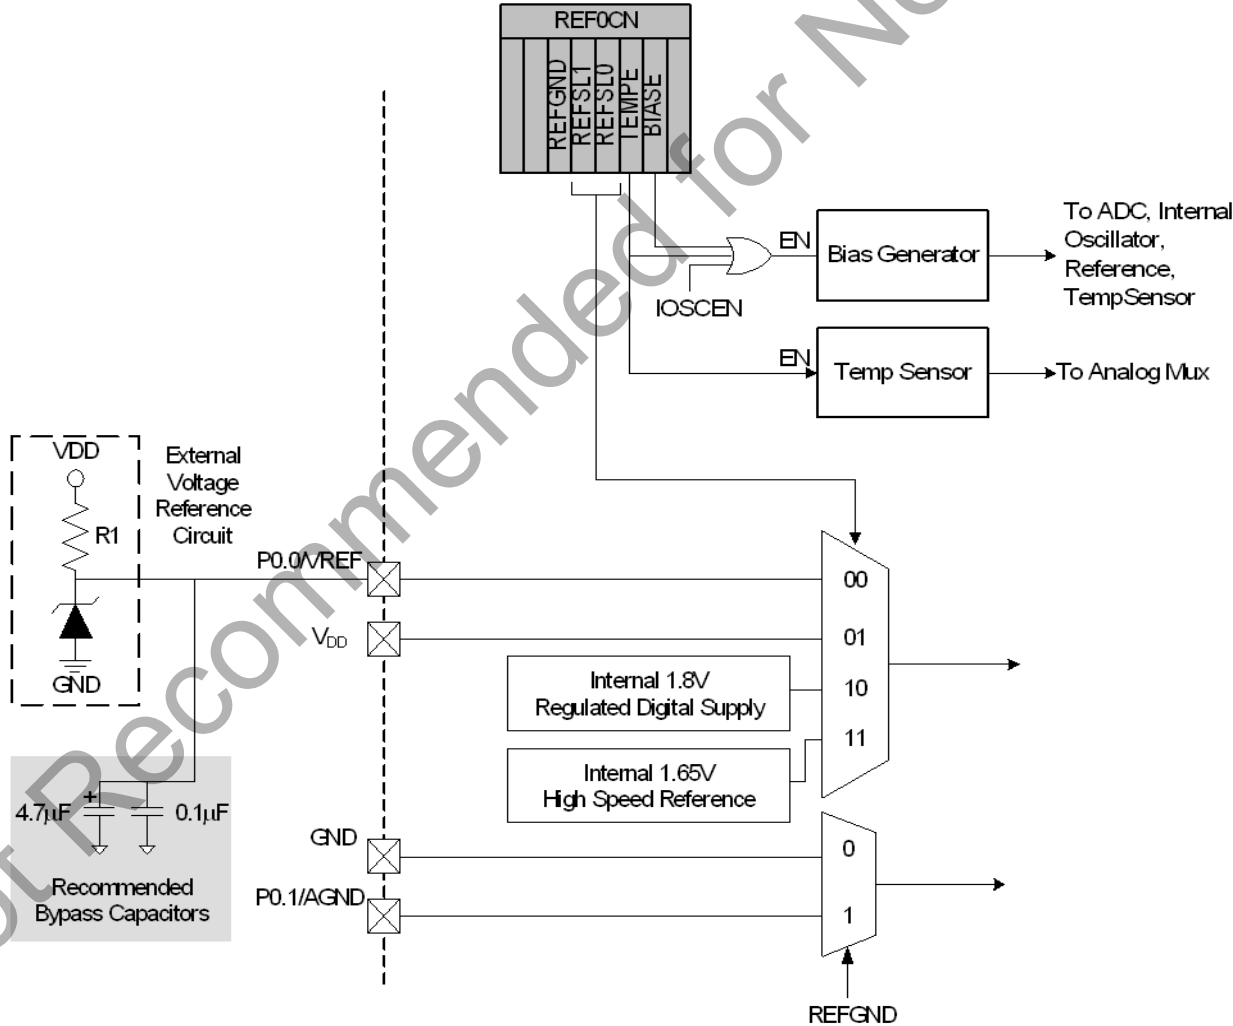 REF0CN
REFGND
REFSL1
REFSL0
TEMPE
BIASE
EN
Bias Generator
To ADC, Internal
Oscillator,
Reference,
TempSensor
IOSCEN
EN
Temp Sensor
To Analog Mux
VDD
R1
GND
External
Voltage
Reference
Circuit
P0.0/VREF
VDD
00
01
10
11
Internal 1.8V
Regulated Digital Supply
Internal 1.65V
High Speed Reference
4.7µF
+
0.1µF
Recommended
Bypass Capacitors
GND
P0.1/AGND
0
1
REFGND
Recommended for